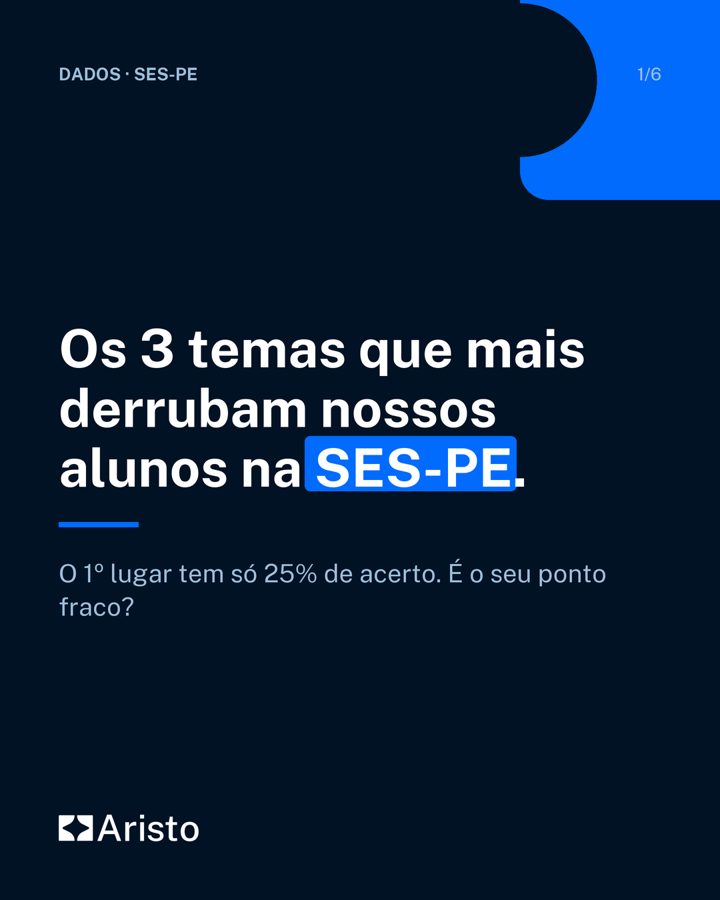 DADOS · SES-PE
1/6
Os 3 temas que mais
derrubam nossos
alunos na SES-PE.
O 1º lugar tem só 25% de acerto. É o seu ponto
fraco?
Aristo